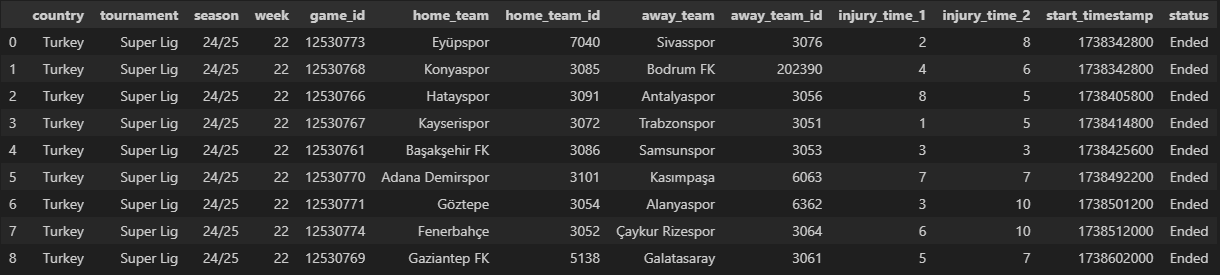 country tournament season week game_id home_team home_team_id away_team away_team_id injury_time_1 injury_time_2 start_timestamp status
0 Turkey Super Lig 24/25 22 12530773 Eyüpspor 7040 Sivasspor 3076 2 8 1738342800 Ended
1 Turkey Super Lig 24/25 22 12530768 Konyaspor 3085 Bodrum FK 202390 4 6 1738342800 Ended
2 Turkey Super Lig 24/25 22 12530766 Hatayspor 3091 Antalyaspor 3056 8 5 1738405800 Ended
3 Turkey Super Lig 24/25 22 12530767 Kayserispor 3072 Trabzonspor 3051 1 5 1738414800 Ended
4 Turkey Super Lig 24/25 22 12530761 Başakşehir FK 3086 Samsunspor 3053 3 3 1738425600 Ended
5 Turkey Super Lig 24/25 22 12530770 Adana Demirspor 3101 Kasımpaşa 6063 7 7 1738492200 Ended
6 Turkey Super Lig 24/25 22 12530771 Göztepe 3054 Alanyaspor 6362 3 10 1738501200 Ended
7 Turkey Super Lig 24/25 22 12530774 Fenerbahçe 3052 Çaykur Rizespor 3064 6 10 1738512000 Ended
8 Turkey Super Lig 24/25 22 12530769 Gaziantep FK 5138 Galatasaray 3061 5 7 1738602000 Ended